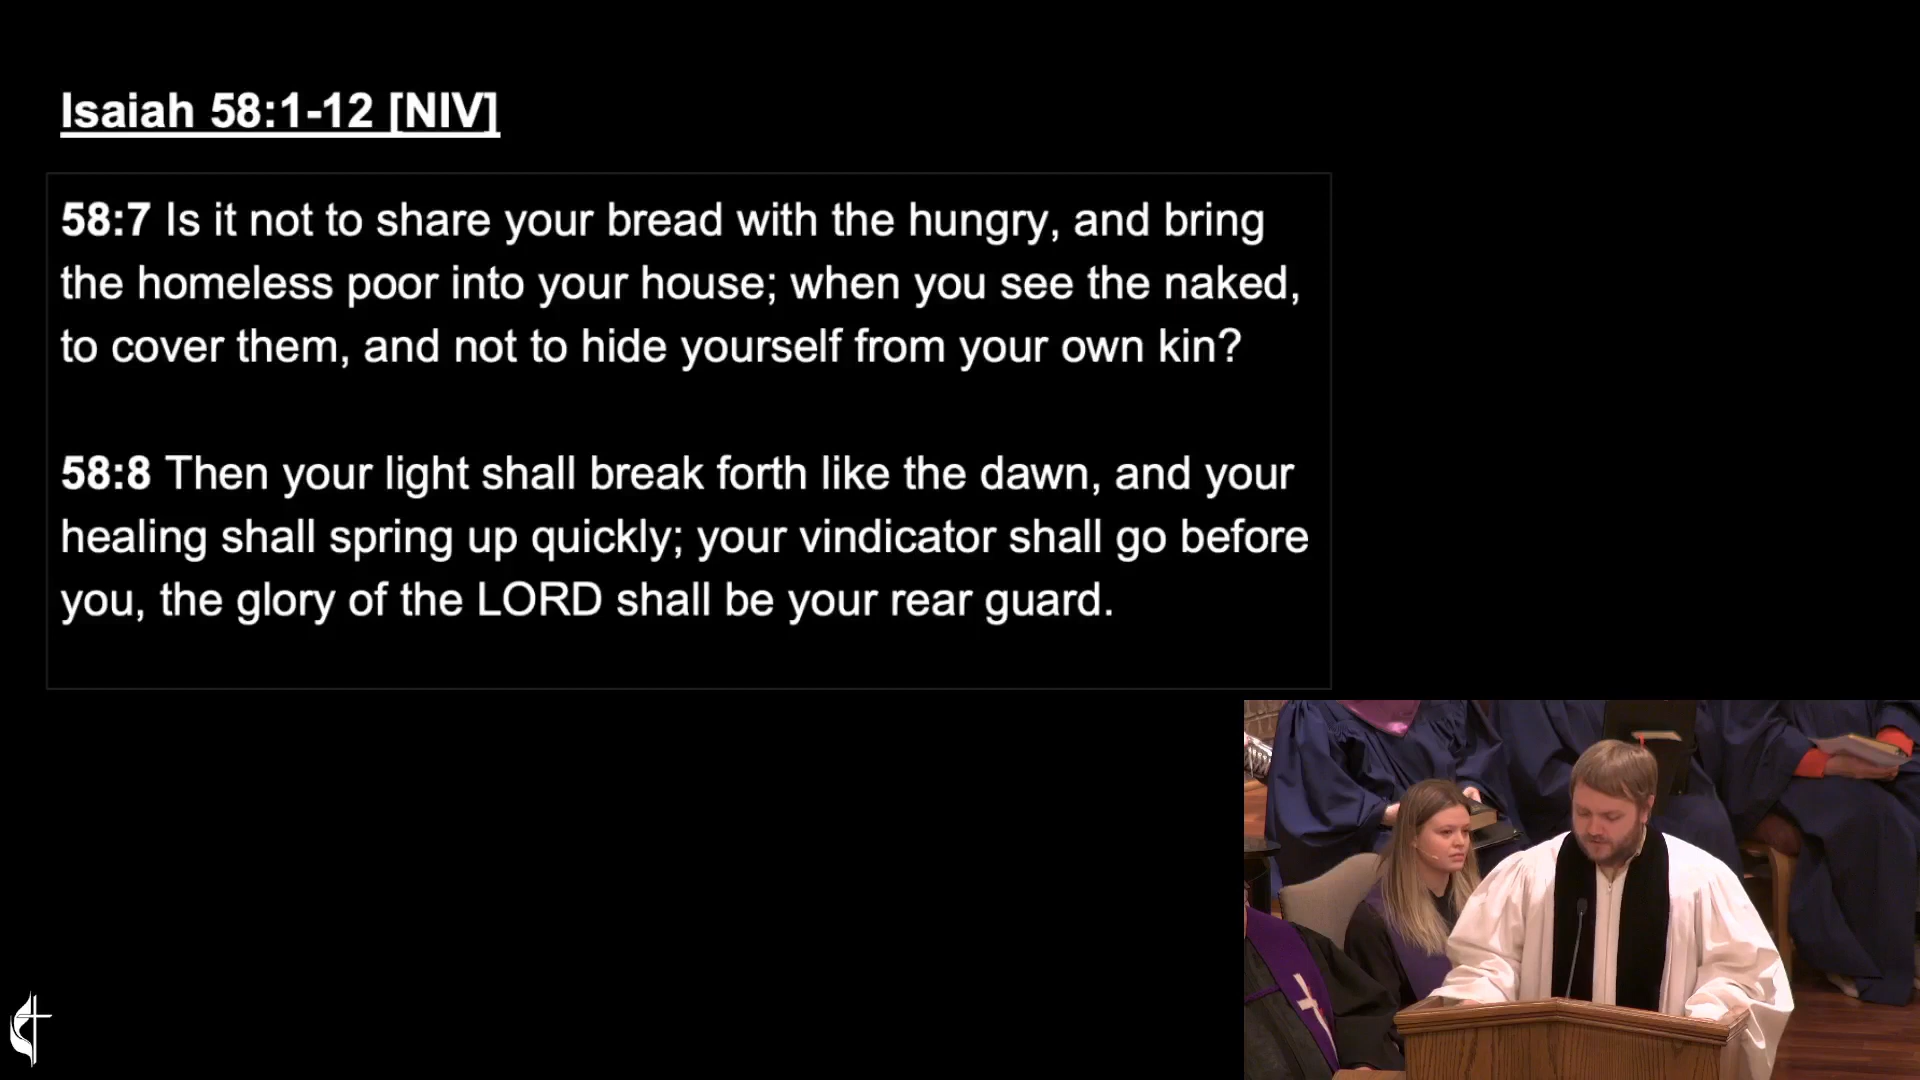 Isaiah 58:1-12 [NIV]
58:7 Is it not to share your bread with the hungry, and bring
the homeless poor into your house; when you see the naked,
to cover them, and not to hide yourself from your own kin?
58:8 Then your light shall break forth like the dawn, and your
healing shall spring up quickly; your vindicator shall go before
you, the glory of the LORD shall be your rear guard.